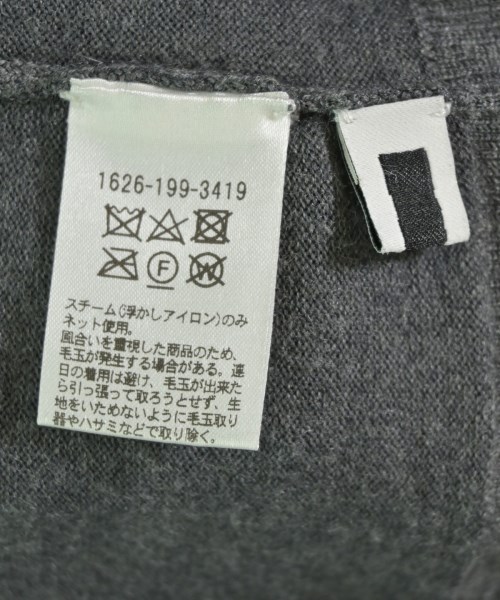 1626-199-3419
F W
スチーム(浮かしアイロン)のみ
ネット使用。
風合いを重視した商品のため、
毛玉が発生する場合がある。連
日の着用は避け、毛玉が出来た
ら引っ張って取ろうとせず、生
地をいためないように毛玉取り
器やハサミなどで取り除く。